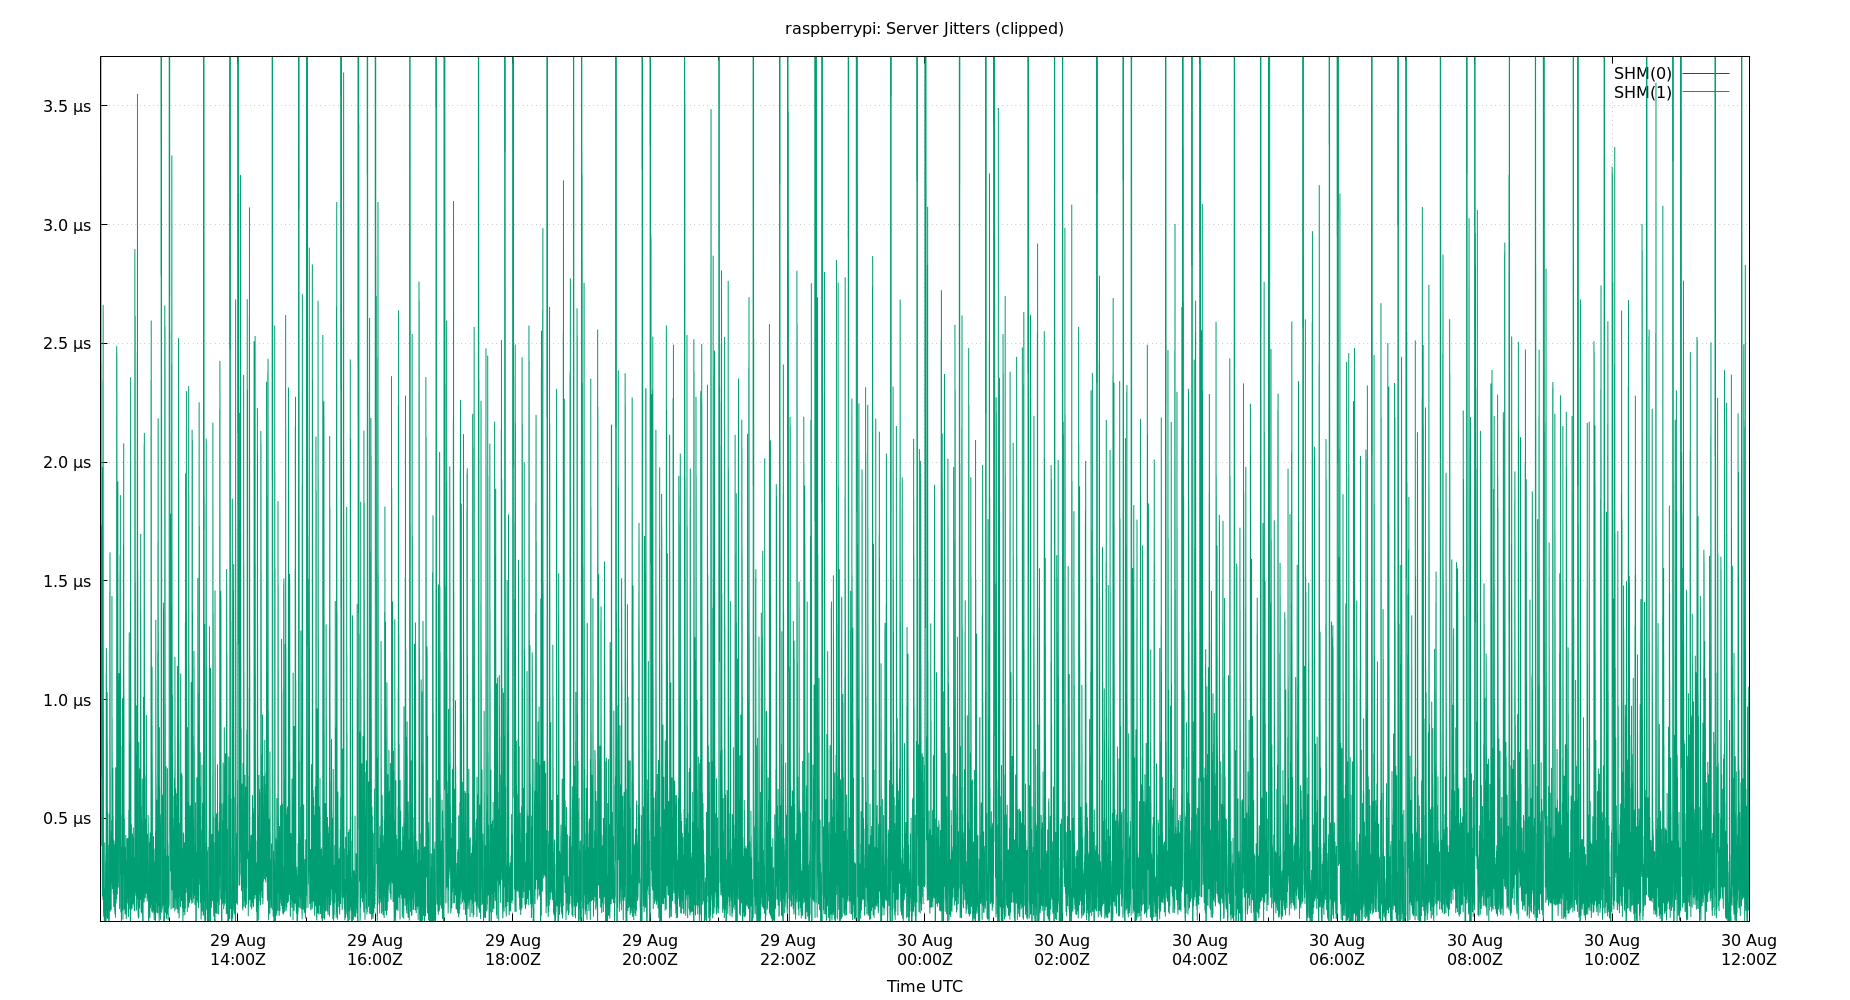 raspberrypi: Server Jitters (clipped)
SHM(0)
SHM(1)
3.5 µs
3.0 µs
2.5 µs
2.0 µs
1.5 µs
1.0 µs
0.5 µs
29 Aug 29 Aug 29 Aug 29 Aug 29 Aug 30 Aug 30 Aug 30 Aug 30 Aug 30 Aug 30 Aug 30 Aug
14:00Z 16:00Z 18:00Z 20:00Z 22:00Z 00:00Z 02:00Z 04:00Z 06:00Z 08:00Z 10:00Z 12:00Z
Time UTC